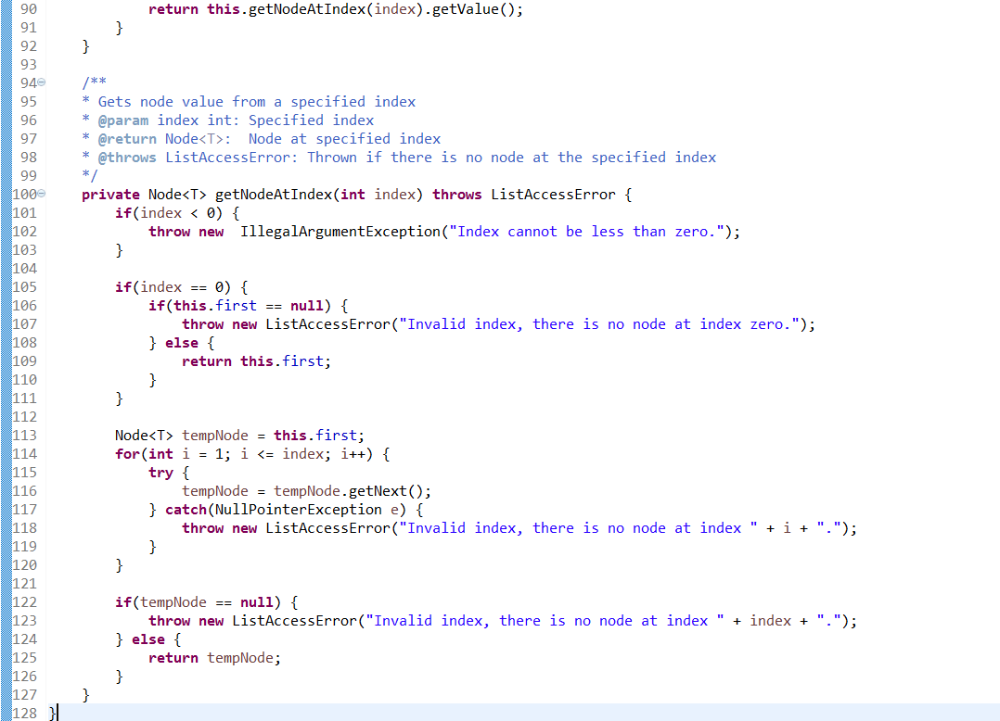 90             return this.getNodeAtIndex(index).getValue();
91         }
92     }
93
94     /**
95     * Gets node value from a specified index
96     * @param index int: Specified index
97     * @return Node<T>:  Node at specified index
98     * @throws ListAccessError: Thrown if there is no node at the specified index
99     */
100     private Node<T> getNodeAtIndex(int index) throws ListAccessError {
101         if(index < 0) {
102             throw new  IllegalArgumentException("Index cannot be less than zero.");
103         }
104
105         if(index == 0) {
106             if(this.first == null) {
107                 throw new ListAccessError("Invalid index, there is no node at index zero.");
108             } else {
109                 return this.first;
110             }
111         }
112
113         Node<T> tempNode = this.first;
114         for(int i = 1; i <= index; i++) {
115             try {
116                 tempNode = tempNode.getNext();
117             } catch(NullPointerException e) {
118                 throw new ListAccessError("Invalid index, there is no node at index " + i + ".");
119             }
120         }
121
122         if(tempNode == null) {
123             throw new ListAccessError("Invalid index, there is no node at index " + index + ".");
124         } else {
125             return tempNode;
126         }
127     }
128 }